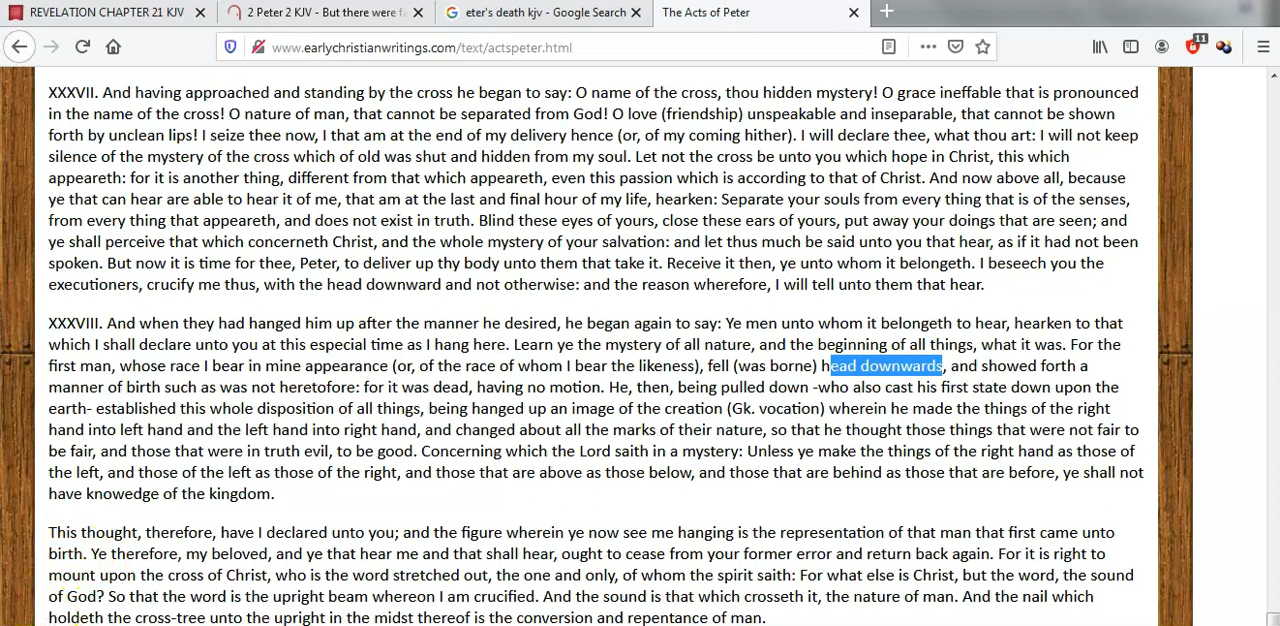 REVELATION CHAPTER 21 KJV
2 Peter 2 KJV - But there were f
eter's death kjv - Google Search
The Acts of Peter
www.earlychristianwritings.com/text/actspeter.html
11
XXXVII. And having approached and standing by the cross he began to say: O name of the cross, thou hidden mystery! O grace ineffable that is pronounced
in the name of the cross! O nature of man, that cannot be separated from God! O love (friendship) unspeakable and inseparable, that cannot be shown
forth by unclean lips! I seize thee now, I that am at the end of my delivery hence (or, of my coming hither). I will declare thee, what thou art: I will not keep
silence of the mystery of the cross which of old was shut and hidden from my soul. Let not the cross be unto you which hope in Christ, this which
appeareth: for it is another thing, different from that which appeareth, even this passion which is according to that of Christ. And now above all, because
ye that can hear are able to hear it of me, that am at the last and final hour of my life, hearken: Separate your souls from every thing that is of the senses,
from every thing that appeareth, and does not exist in truth. Blind these eyes of yours, close these ears of yours, put away your doings that are seen; and
ye shall perceive that which concerneth Christ, and the whole mystery of your salvation: and let thus much be said unto you that hear, as if it had not been
spoken. But now it is time for thee, Peter, to deliver up thy body unto them that take it. Receive it then, ye unto whom it belongeth. I beseech you the
executioners, crucify me thus, with the head downward and not otherwise: and the reason wherefore, I will tell unto them that hear.
XXXVIII. And when they had hanged him up after the manner he desired, he began again to say: Ye men unto whom it belongeth to hear, hearken to that
which I shall declare unto you at this especial time as I hang here. Learn ye the mystery of all nature, and the beginning of all things, what it was. For the
first man, whose race I bear in mine appearance (or, of the race of whom I bear the likeness), fell (was borne) head downwards, and showed forth a
manner of birth such as was not heretofore: for it was dead, having no motion. He, then, being pulled down -who also cast his first state down upon the
earth- established this whole disposition of all things, being hanged up an image of the creation (Gk. vocation) wherein he made the things of the right
hand into left hand and the left hand into right hand, and changed about all the marks of their nature, so that he thought those things that were not fair to
be fair, and those that were in truth evil, to be good. Concerning which the Lord saith in a mystery: Unless ye make the things of the right hand as those of
the left, and those of the left as those of the right, and those that are above as those below, and those that are behind as those that are before, ye shall not
have knowedge of the kingdom.
This thought, therefore, have I declared unto you; and the figure wherein ye now see me hanging is the representation of that man that first came unto
birth. Ye therefore, my beloved, and ye that hear me and that shall hear, ought to cease from your former error and return back again. For it is right to
mount upon the cross of Christ, who is the word stretched out, the one and only, of whom the spirit saith: For what else is Christ, but the word, the sound
of God? So that the word is the upright beam whereon I am crucified. And the sound is that which crosseth it, the nature of man. And the nail which
holdeth the cross-tree unto the upright in the midst thereof is the conversion and repentance of man.